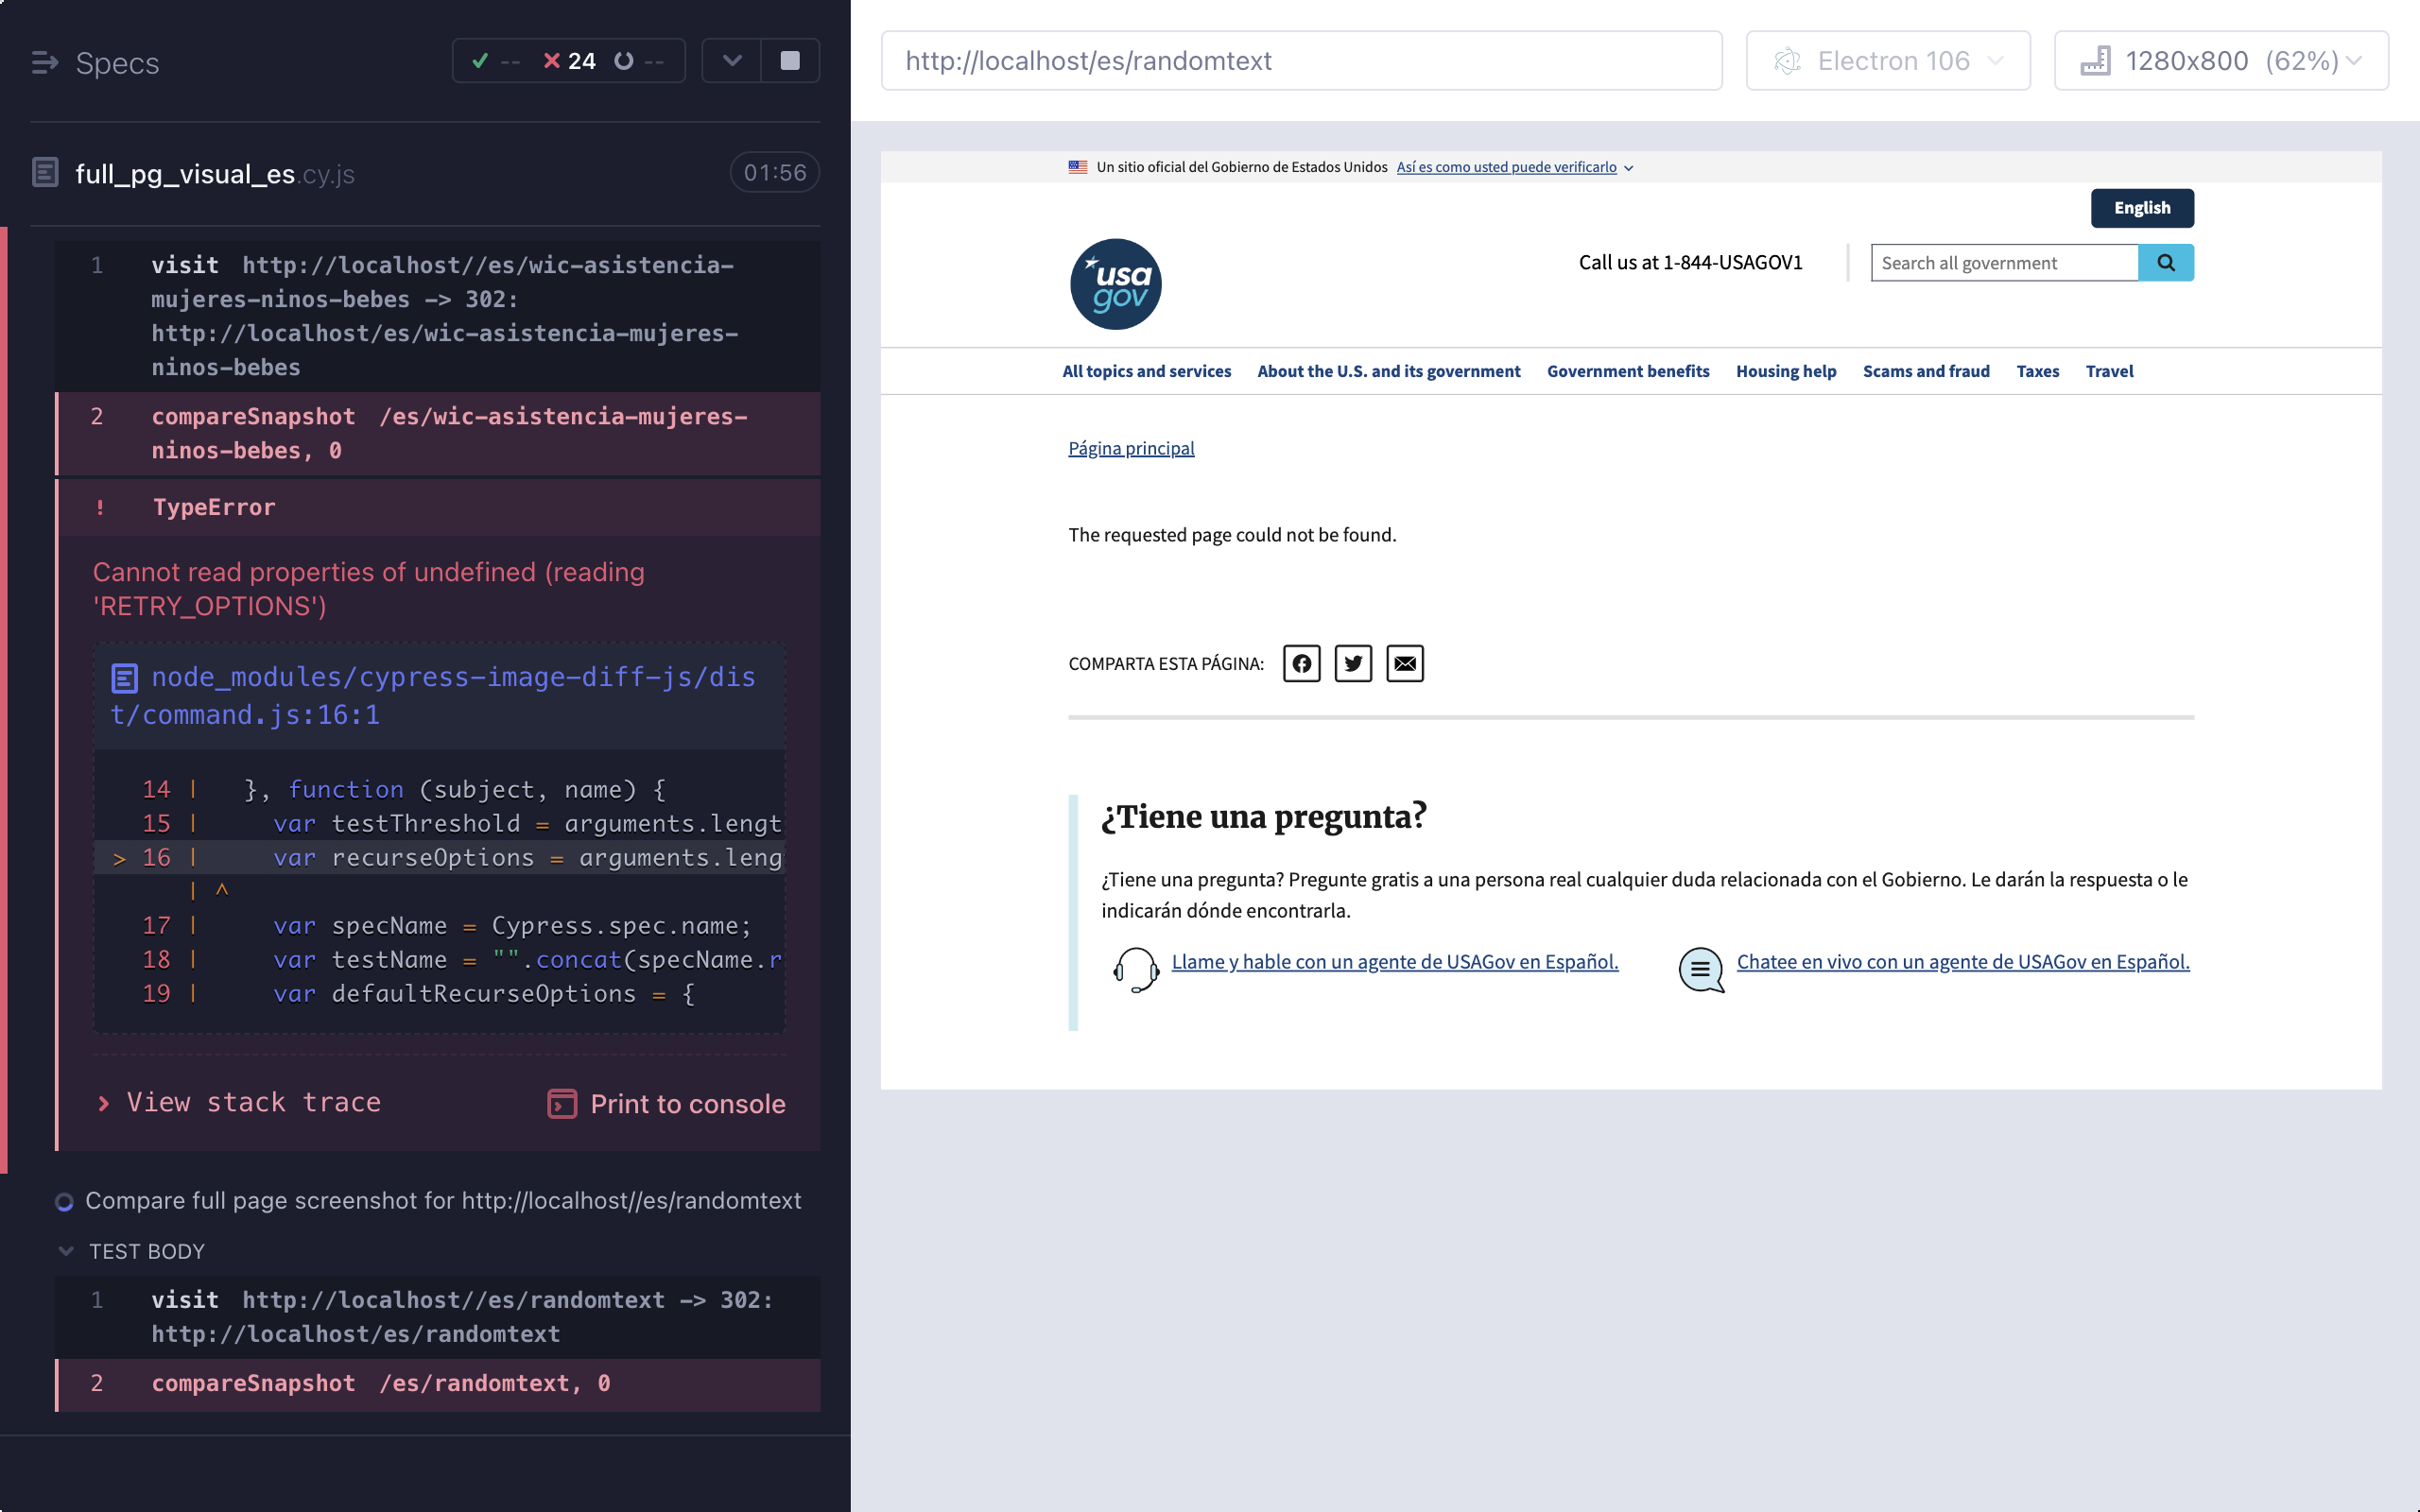 Specs
-- 24 --
full_pg_visual_es.cy.js
01:56
1 visit http://localhost//es/wic-asistencia-
mujeres-ninos-bebes -> 302:
http://localhost/es/wic-asistencia-mujeres-
ninos-bebes
2 compareSnapshot /es/wic-asistencia-mujeres-
ninos-bebes, 0
! TypeError
Cannot read properties of undefined (reading
'RETRY_OPTIONS')
node_modules/cypress-image-diff-js/dis
t/command.js:16:1
14 | }, function (subject, name) {
15 | var testThreshold = arguments.lengt
> 16 | var recurseOptions = arguments.leng
| ^
17 | var specName = Cypress.spec.name;
18 | var testName = "".concat(specName.r
19 | var defaultRecurseOptions = {
> View stack trace
Print to console
Compare full page screenshot for http://localhost//es/randomtext
TEST BODY
1 visit http://localhost//es/randomtext -> 302:
http://localhost/es/randomtext
2 compareSnapshot /es/randomtext, 0
http://localhost/es/randomtext
Electron 106
1280x800 (62%)
Un sitio oficial del Gobierno de Estados Unidos Así es como usted puede verificarlo
English
usa
gov
Call us at 1-844-USAGOV1
Search all government
All topics and services About the U.S. and its government Government benefits Housing help Scams and fraud Taxes Travel
Página principal
The requested page could not be found.
COMPARTA ESTA PÁGINA:
¿Tiene una pregunta?
¿Tiene una pregunta? Pregunte gratis a una persona real cualquier duda relacionada con el Gobierno. Le darán la respuesta o le
indicarán dónde encontrarla.
Llame y hable con un agente de USAGov en Español.
Chatee en vivo con un agente de USAGov en Español.